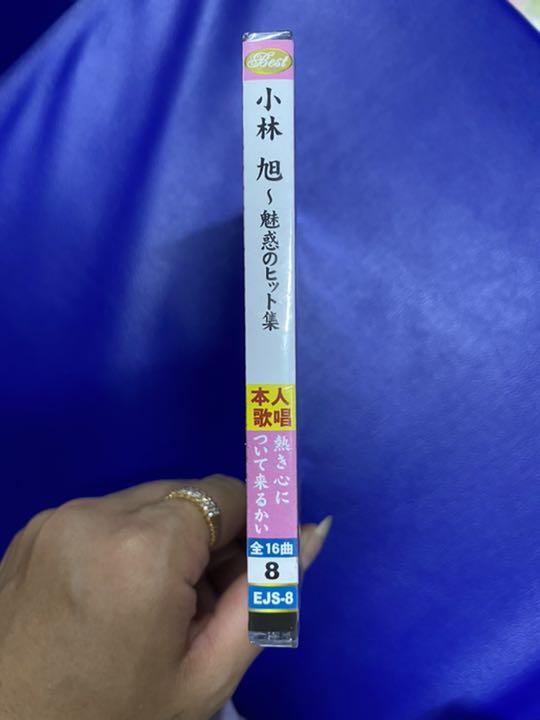 Best
小林 旭〜魅惑のヒット集
本人
歌唱
熱き心に
ついて来るかい
全16曲
8
EJS-8